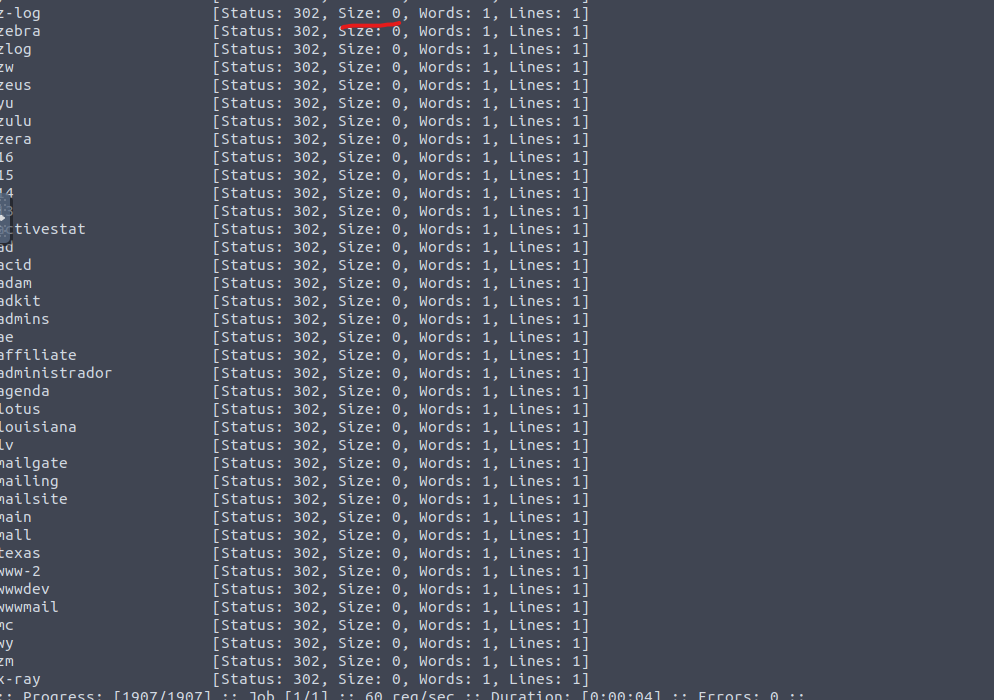 z-log [Status: 302, Size: 0, Words: 1, Lines: 1]
zebra [Status: 302, Size: 0, Words: 1, Lines: 1]
zlog [Status: 302, Size: 0, Words: 1, Lines: 1]
zw [Status: 302, Size: 0, Words: 1, Lines: 1]
zeus [Status: 302, Size: 0, Words: 1, Lines: 1]
yu [Status: 302, Size: 0, Words: 1, Lines: 1]
zulu [Status: 302, Size: 0, Words: 1, Lines: 1]
zera [Status: 302, Size: 0, Words: 1, Lines: 1]
16 [Status: 302, Size: 0, Words: 1, Lines: 1]
15 [Status: 302, Size: 0, Words: 1, Lines: 1]
14 [Status: 302, Size: 0, Words: 1, Lines: 1]
[Status: 302, Size: 0, Words: 1, Lines: 1]
activestat [Status: 302, Size: 0, Words: 1, Lines: 1]
ad [Status: 302, Size: 0, Words: 1, Lines: 1]
acid [Status: 302, Size: 0, Words: 1, Lines: 1]
adam [Status: 302, Size: 0, Words: 1, Lines: 1]
adkit [Status: 302, Size: 0, Words: 1, Lines: 1]
admins [Status: 302, Size: 0, Words: 1, Lines: 1]
ae [Status: 302, Size: 0, Words: 1, Lines: 1]
affiliate [Status: 302, Size: 0, Words: 1, Lines: 1]
administrador [Status: 302, Size: 0, Words: 1, Lines: 1]
agenda [Status: 302, Size: 0, Words: 1, Lines: 1]
lotus [Status: 302, Size: 0, Words: 1, Lines: 1]
louisiana [Status: 302, Size: 0, Words: 1, Lines: 1]
lv [Status: 302, Size: 0, Words: 1, Lines: 1]
mailgate [Status: 302, Size: 0, Words: 1, Lines: 1]
mailing [Status: 302, Size: 0, Words: 1, Lines: 1]
mailsite [Status: 302, Size: 0, Words: 1, Lines: 1]
main [Status: 302, Size: 0, Words: 1, Lines: 1]
mall [Status: 302, Size: 0, Words: 1, Lines: 1]
texas [Status: 302, Size: 0, Words: 1, Lines: 1]
www-2 [Status: 302, Size: 0, Words: 1, Lines: 1]
wwwdev [Status: 302, Size: 0, Words: 1, Lines: 1]
wwwmail [Status: 302, Size: 0, Words: 1, Lines: 1]
mc [Status: 302, Size: 0, Words: 1, Lines: 1]
wy [Status: 302, Size: 0, Words: 1, Lines: 1]
zm [Status: 302, Size: 0, Words: 1, Lines: 1]
x-ray [Status: 302, Size: 0, Words: 1, Lines: 1]
:: Progress: [1907/1907] :: Job [1/1] :: 60 req/sec :: Duration: [0:00:04] :: Errors: 0 ::